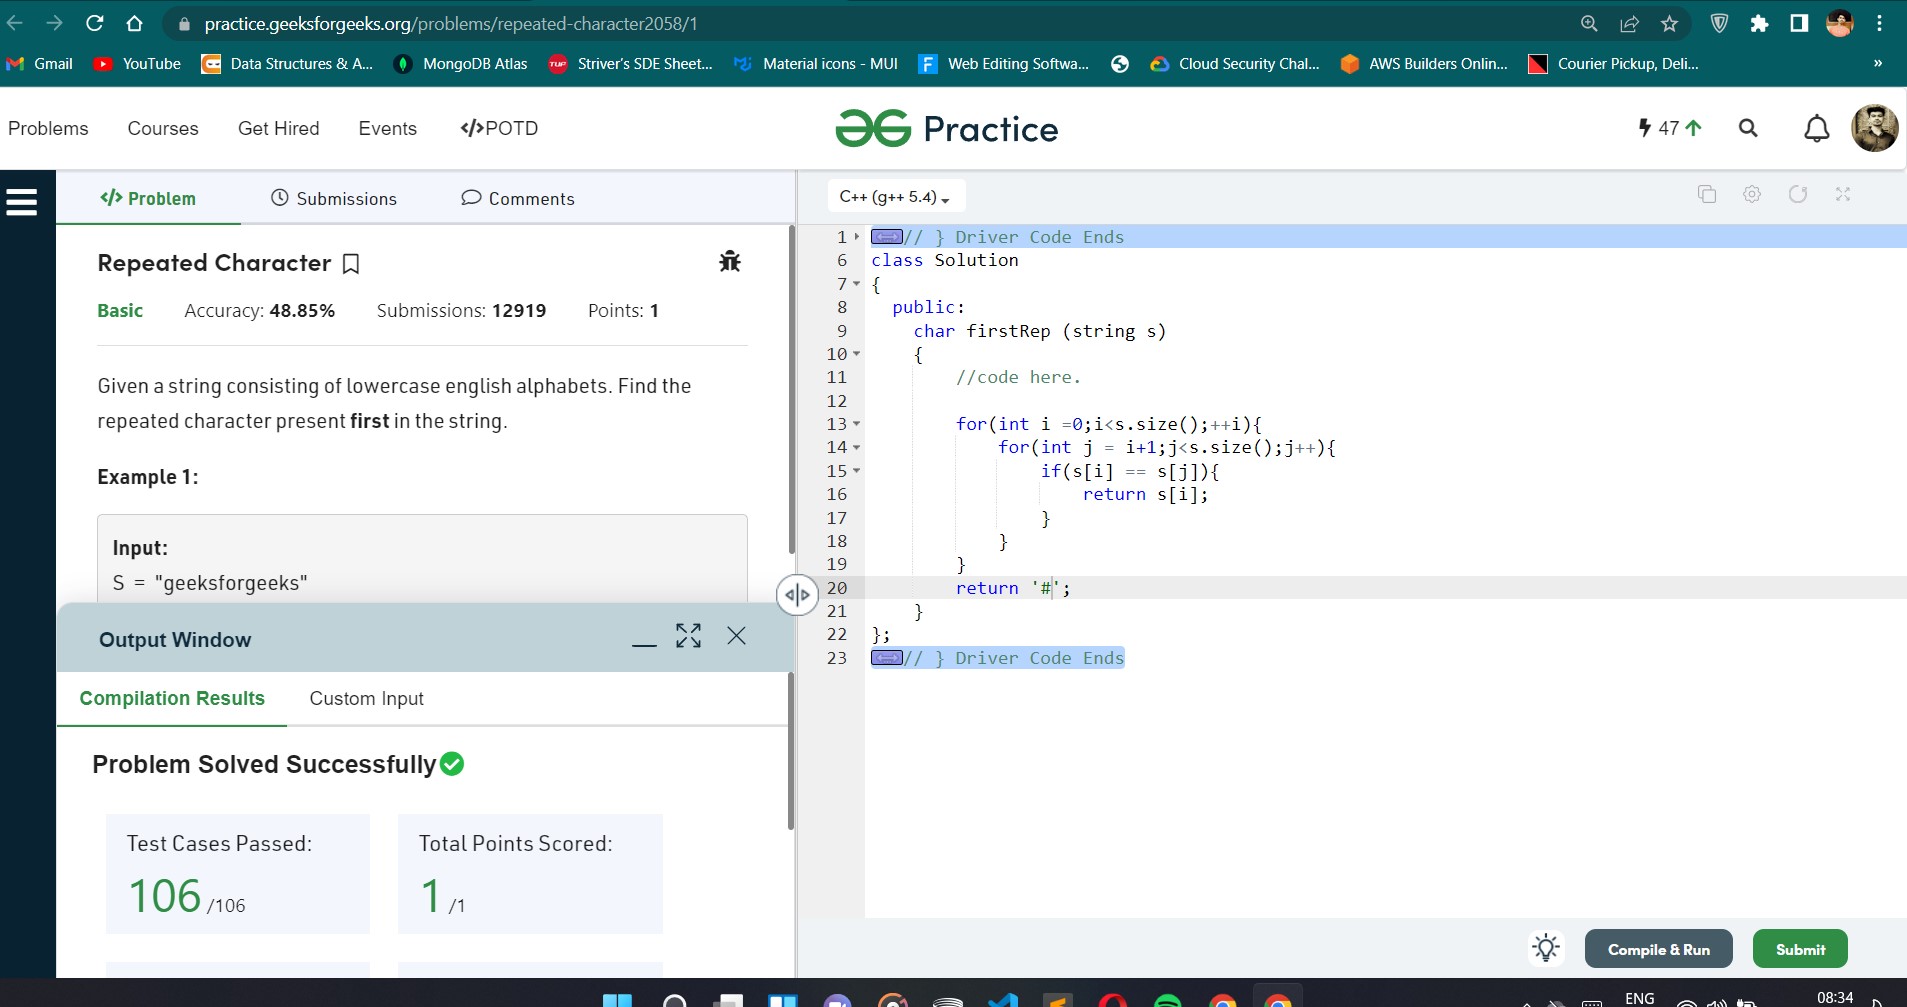 practice.geeksforgeeks.org/problems/repeated-character2058/1
Gmail YouTube Data Structures & A... MongoDB Atlas TUF Striver's SDE Sheet... Material icons - MUI F Web Editing Softwa... Cloud Security Chal... AWS Builders Onlin... Courier Pickup, Deli... »
Problems Courses Get Hired Events </>POTD Practice 47
</> Problem Submissions Comments
Repeated Character
Basic Accuracy: 48.85% Submissions: 12919 Points: 1
Given a string consisting of lowercase english alphabets. Find the
repeated character present first in the string.
Example 1:
Input:
S = "geeksforgeeks"
Output Window
Compilation Results Custom Input
Problem Solved Successfully
Test Cases Passed: Total Points Scored:
106 /106 1 /1
C++ (g++ 5.4)
1 // } Driver Code Ends
6 class Solution
7 {
8 public:
9 char firstRep (string s)
10 {
11 //code here.
12
13 for(int i =0;i<s.size();++i){
14 for(int j = i+1;j<s.size();j++){
15 if(s[i] == s[j]){
16 return s[i];
17 }
18 }
19 }
20 return '#';
21 }
22 };
23 // } Driver Code Ends
Compile & Run Submit
ENG 08:34